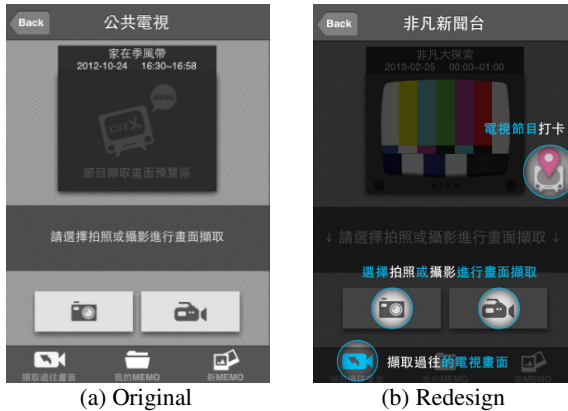 Back
公共電視
家在季風帶
2012-10-24 16:30~16:58
MEMO
CUTX
節目擷取畫面預覽區
請選擇拍照或攝影進行畫面擷取
擷取過往畫面
我的MEMO
新MEMO
(a) Original
Back
非凡新聞台
非凡大探索
2013-02-25 00:00~01:00
電視節目打卡
↓ 請選擇拍照或攝影進行畫面擷取 ↓
選擇拍照或攝影進行畫面擷取
擷取過往的電視畫面
新MEMO
(b) Redesign